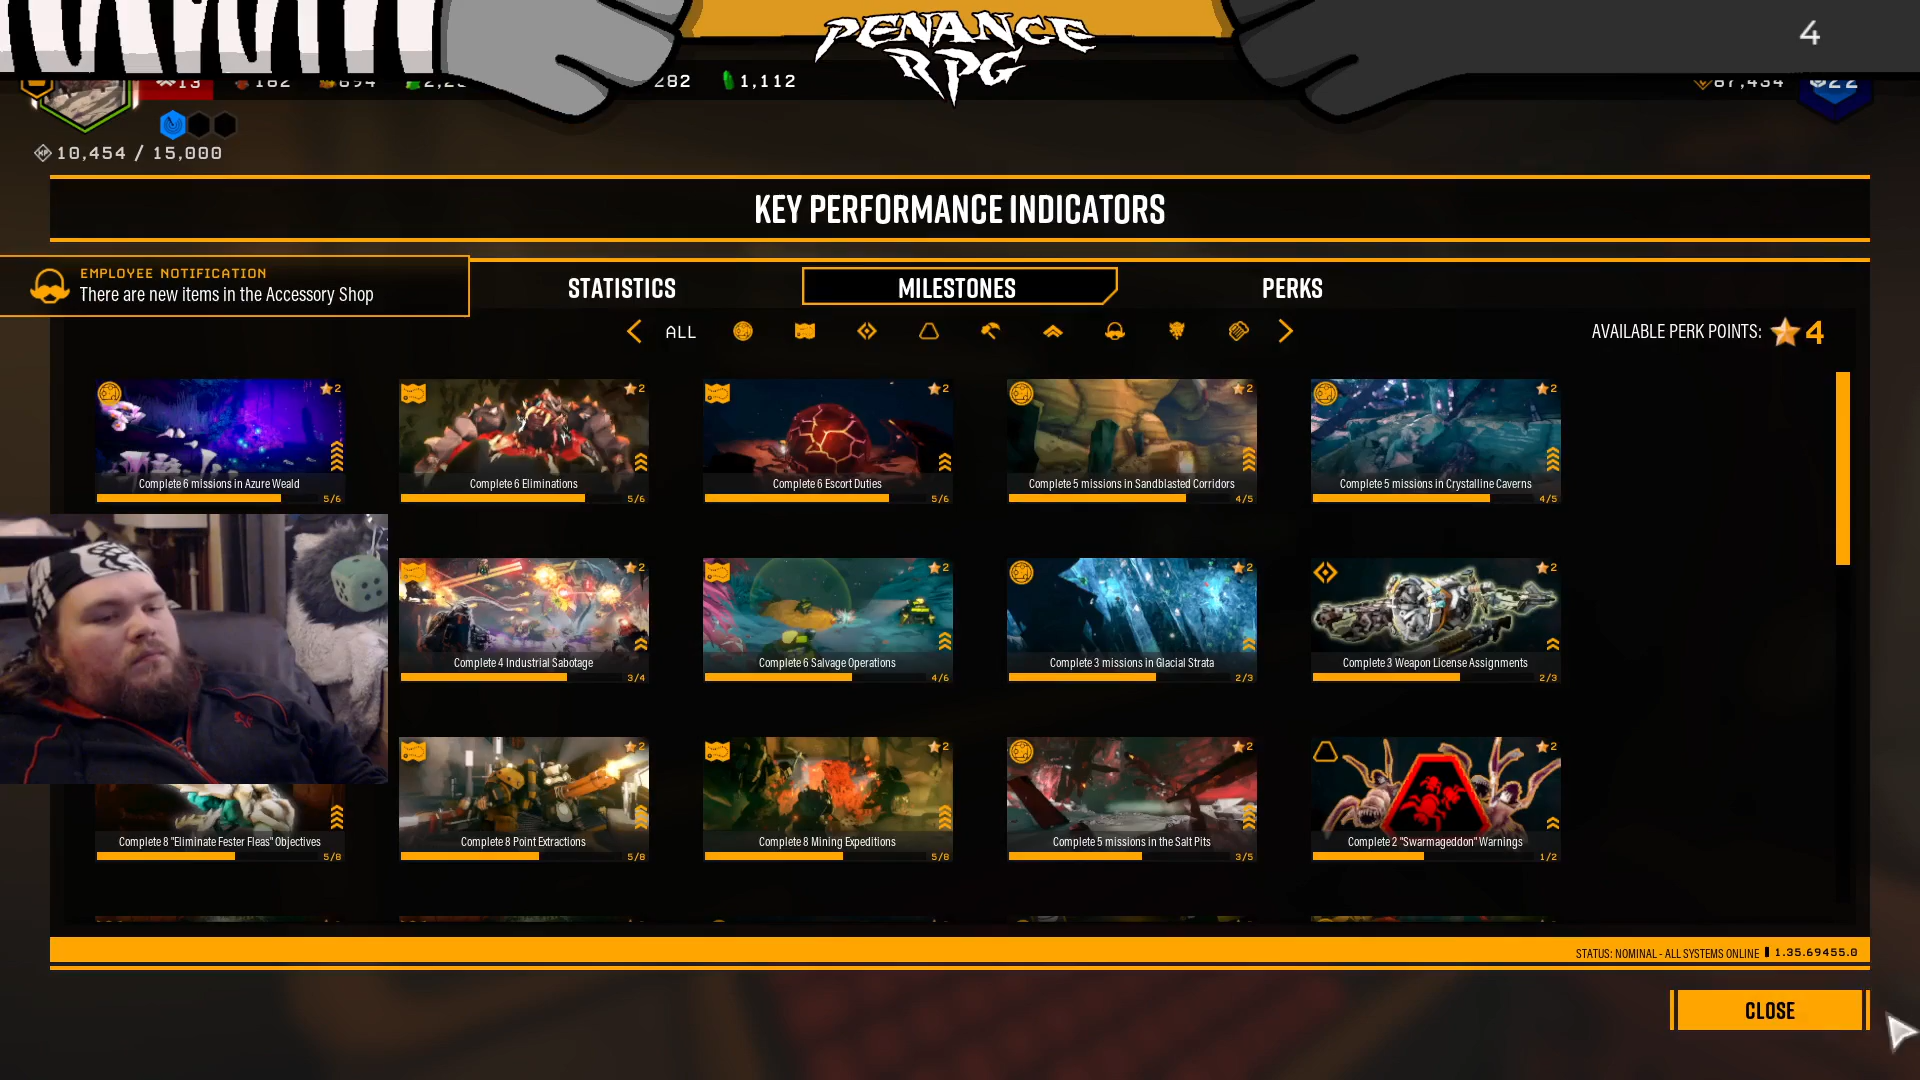 PENANCE
RPG
4
13
162
694
282
1,112
67,434
22
10,454 / 15,000
KEY PERFORMANCE INDICATORS
EMPLOYEE NOTIFICATION
There are new items in the Accessory Shop
STATISTICS
MILESTONES
PERKS
ALL
AVAILABLE PERK POINTS: 4
2
2
2
2
2
Complete 6 missions in Azure Weald
Complete 6 Eliminations
Complete 6 Escort Duties
Complete 5 missions in Sandblasted Corridors
Complete 5 missions in Crystalline Caverns
5/6
5/6
5/6
4/5
4/5
2
2
2
2
Complete 4 Industrial Sabotage
Complete 6 Salvage Operations
Complete 3 missions in Glacial Strata
Complete 3 Weapon License Assignments
3/4
4/6
2/3
2/3
2
2
2
2
Complete 8 "Eliminate Fester Fleas" Objectives
Complete 8 Point Extractions
Complete 8 Mining Expeditions
Complete 5 missions in the Salt Pits
Complete 2 "Swarmageddon" Warnings
5/8
5/8
5/8
3/5
1/2
STATUS: NOMINAL - ALL SYSTEMS ONLINE
1.35.69455.0
CLOSE